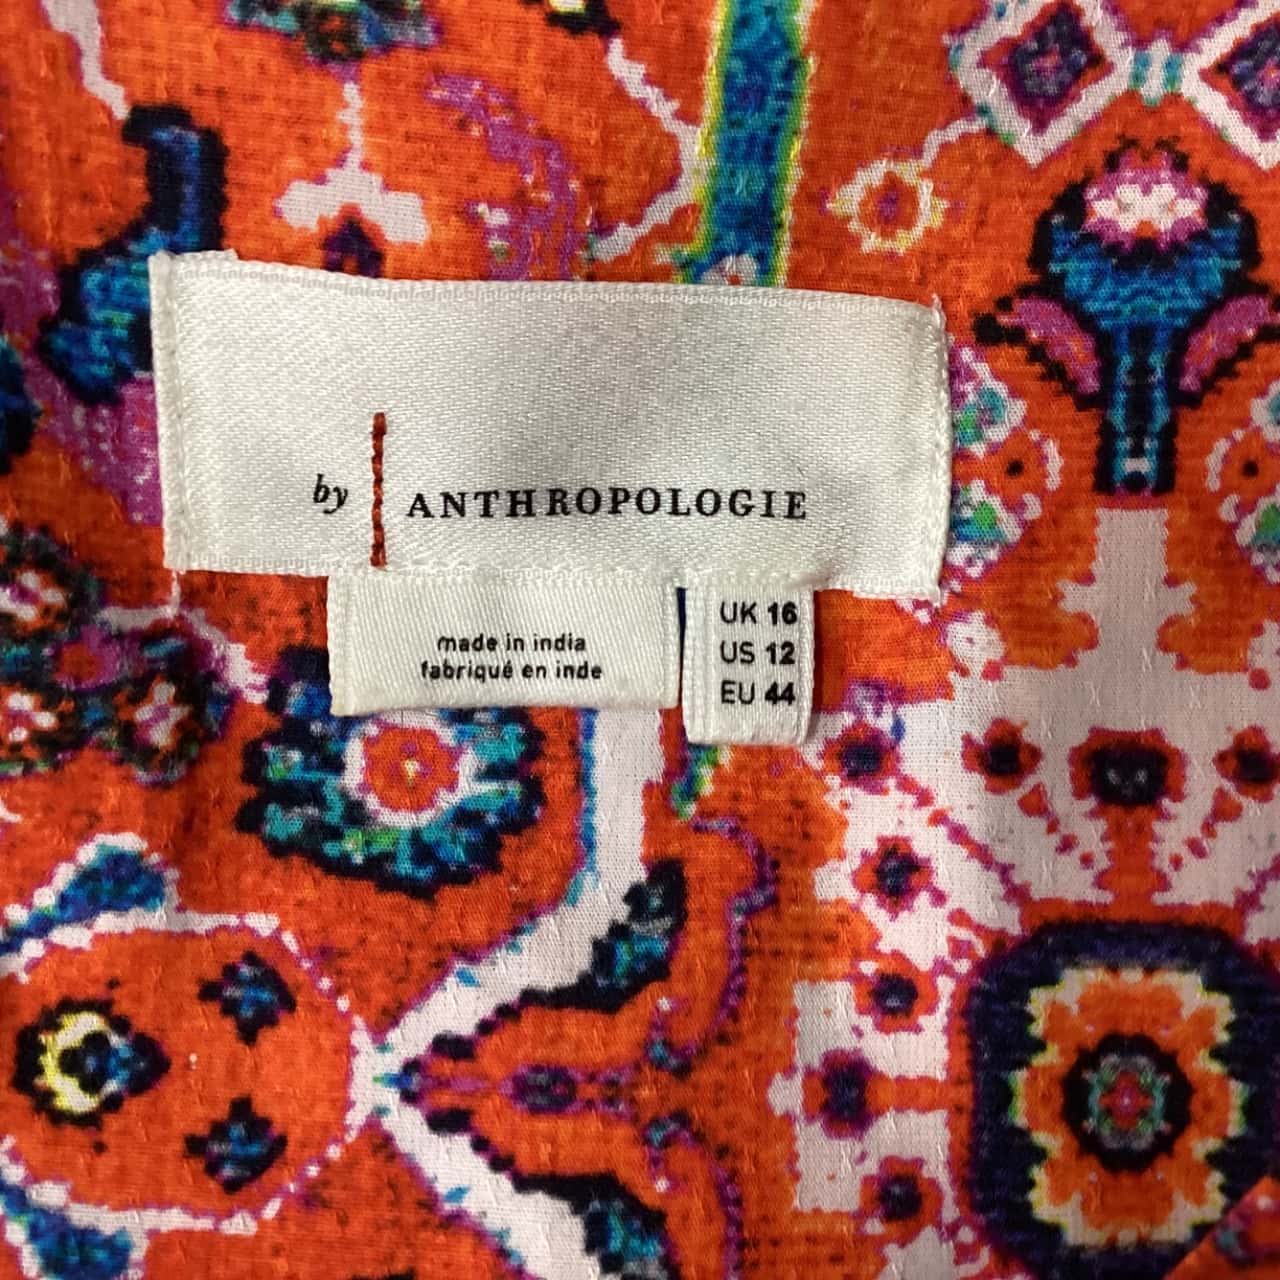 by ANTHROPOLOGIE
made in india
fabriqué en inde
UK 16
US 12
EU 44